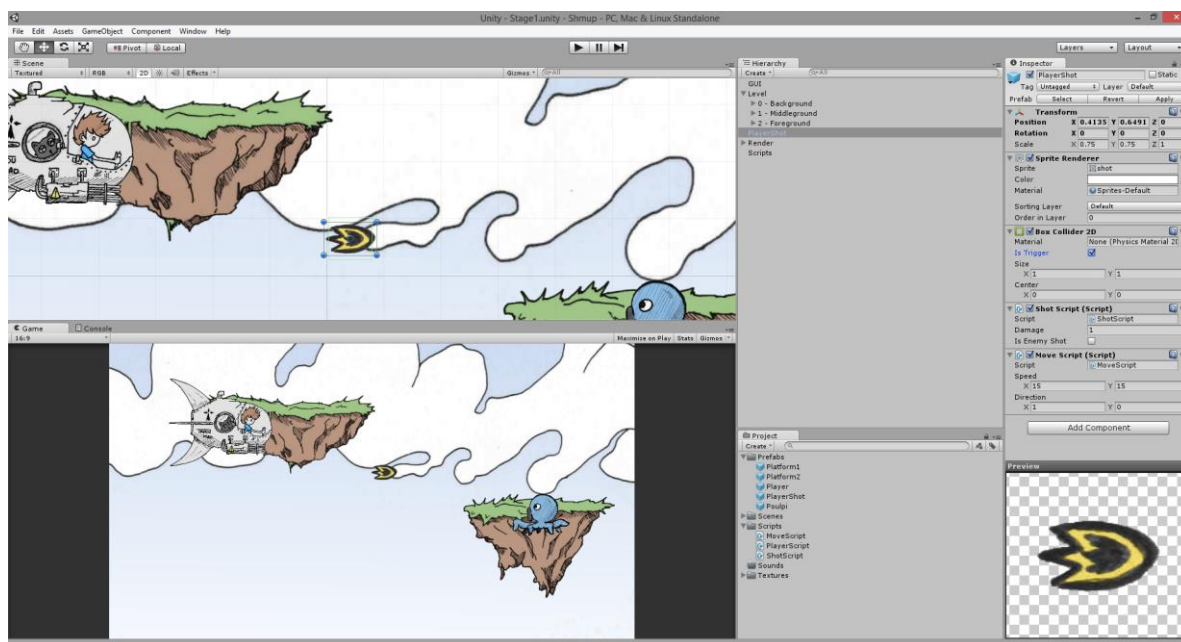 Unity - Stage1.unity - Shmup - PC, Mac & Linux Standalone
File Edit Assets GameObject Component Window Help
Pivot Local Layers Layout
Scene
Textured RGB 2D Effects Gizmos All
Game Console
16:9 Maximize on Play Stats Gizmos
Hierarchy
Create All
GUI
Level
0 - Background
1 - Middleground
2 - Foreground
PlayerShot
Render
Scripts
Project
Create
Prefabs
Platform1
Platform2
Player
PlayerShot
Poulpi
Scenes
Scripts
MoveScript
PlayerScript
ShotScript
Sounds
Textures
Inspector
PlayerShot Static
Tag Untagged Layer Default
Prefab Select Revert Apply
Transform
Position X 0.4135 Y 0.6491 Z 0
Rotation X 0 Y 0 Z 0
Scale X 0.75 Y 0.75 Z 1
Sprite Renderer
Sprite shot
Color
Material Sprites-Default
Sorting Layer Default
Order in Layer 0
Box Collider 2D
Material None (Physics Material 2D
Is Trigger
Size
X 1 Y 1
Center
X 0 Y 0
Shot Script (Script)
Script ShotScript
Damage 1
Is Enemy Shot
Move Script (Script)
Script MoveScript
Speed
X 15 Y 15
Direction
X 1 Y 0
Add Component
Preview